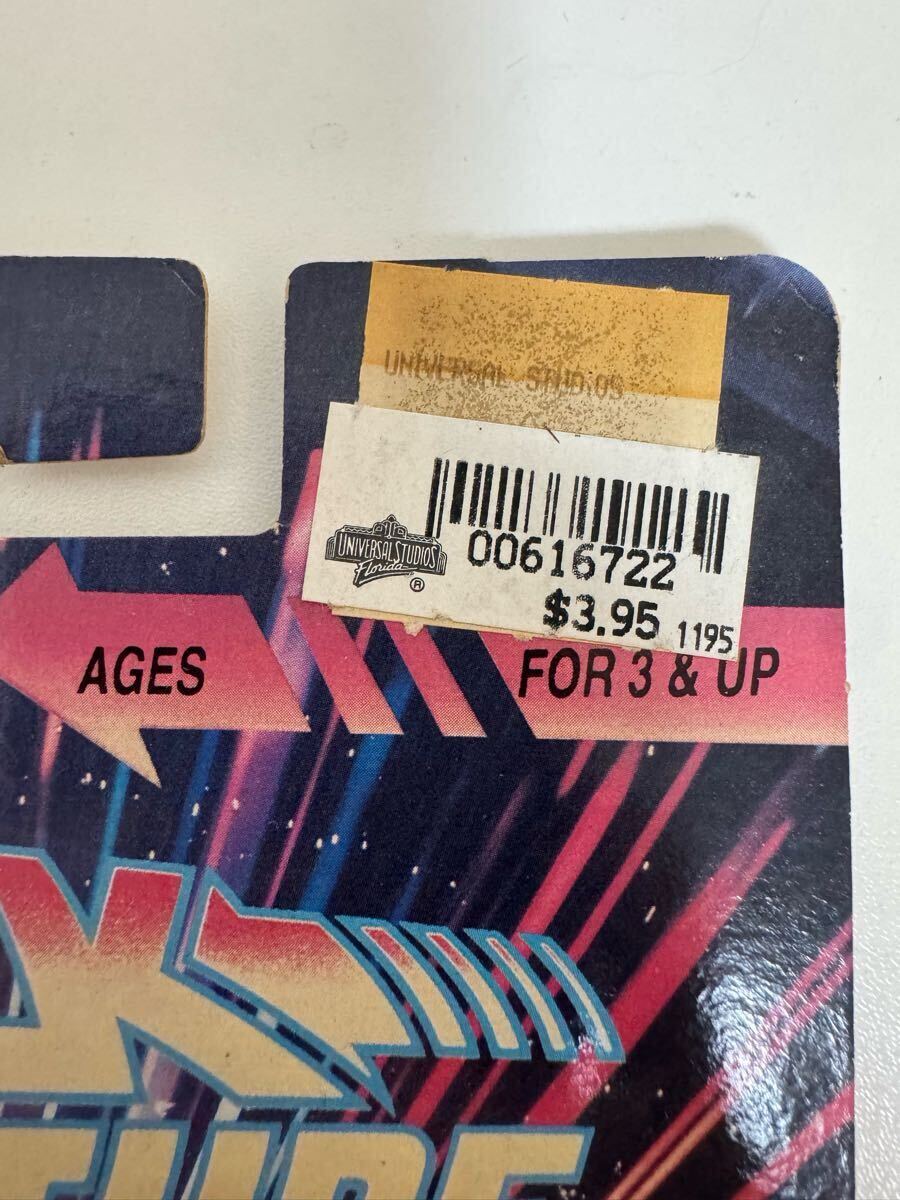 UNIVERSAL STUDIOS
UNIVERSAL STUDIOS
Florida
®
00616722
$3.95 1195
AGES
FOR 3 & UP